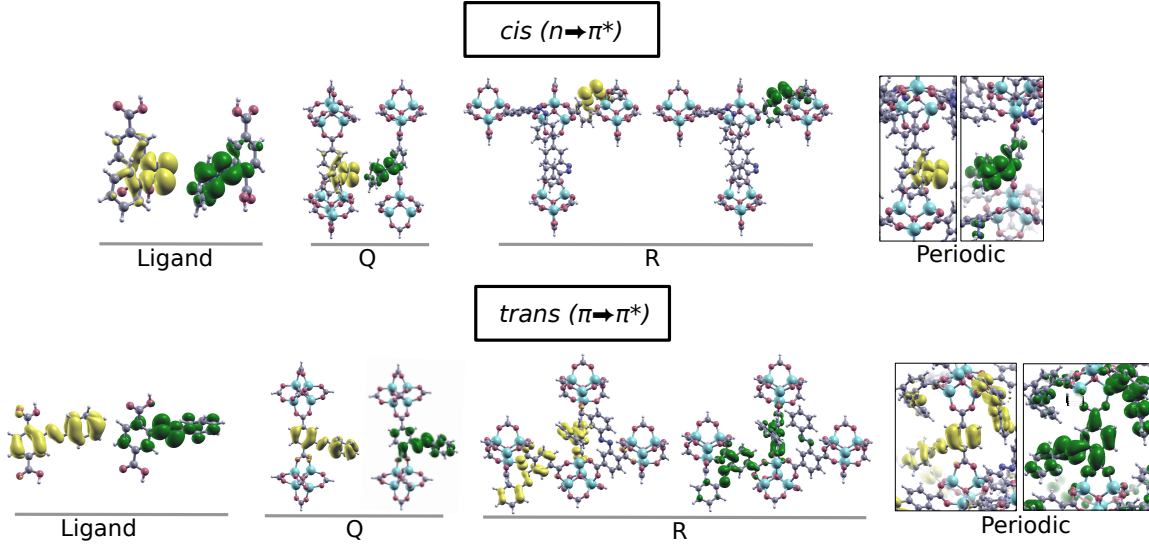 cis (n→π*)
Ligand
Q
R
Periodic
trans (π→π*)
Ligand
Q
R
Periodic